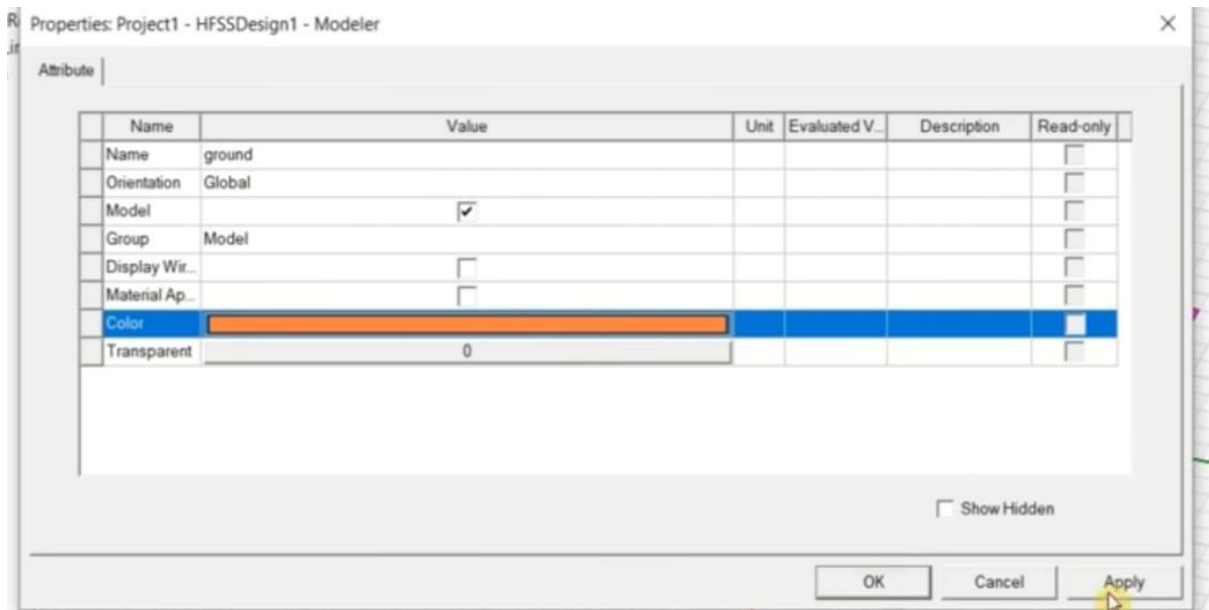 Properties: Project1 - HFSSDesign1 - Modeler
Attribute
Name Value Unit Evaluated V... Description Read-only
Name ground
Orientation Global
Model
Group Model
Display Wir...
Material Ap...
Color
Transparent 0
Show Hidden
OK Cancel Apply